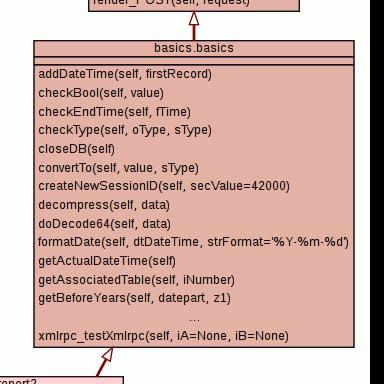 render_POST(self, request)
basics.basics
addDateTime(self, firstRecord)
checkBool(self, value)
checkEndTime(self, fTime)
checkType(self, oType, sType)
closeDB(self)
convertTo(self, value, sType)
createNewSessionID(self, secValue=42000)
decompress(self, data)
doDecode64(self, data)
formatDate(self, dtDateTime, strFormat='%Y-%m-%d')
getActualDateTime(self)
getAssociatedTable(self, iNumber)
getBeforeYears(self, datepart, z1)
...
xmlrpc_testXmlrpc(self, iA=None, iB=None)